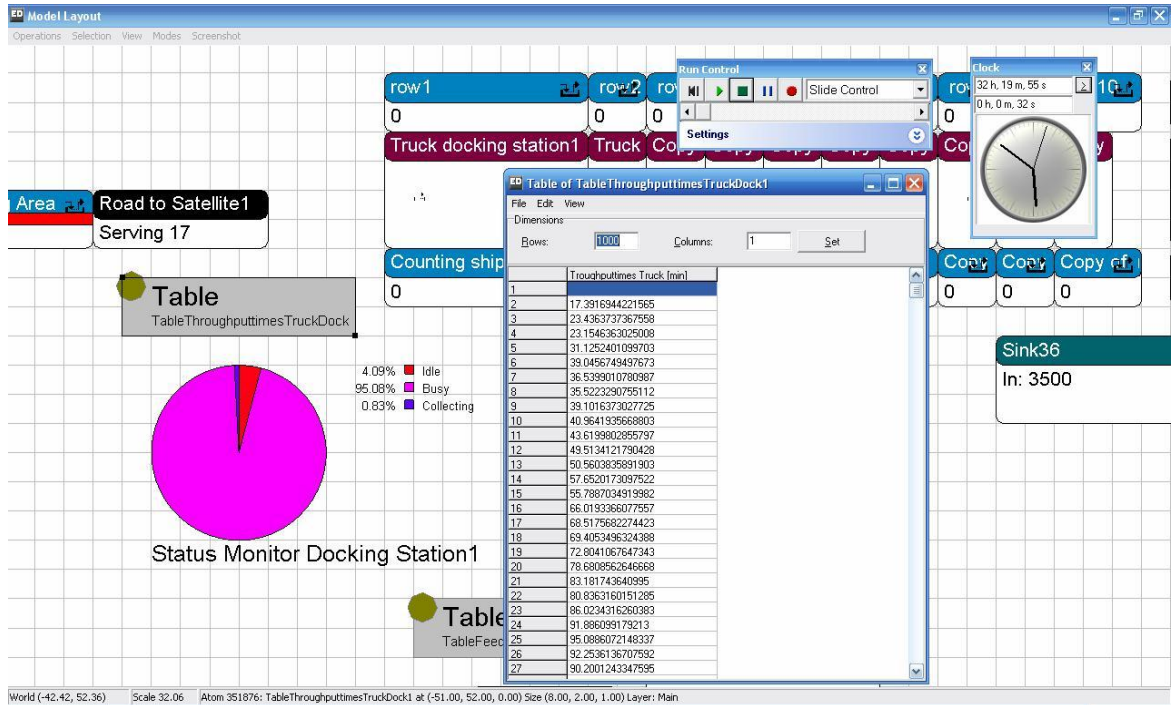 Model Layout
Operations Selection View Modes Screenshot
row1
row2
0
0
0
0
Run Control
Slide Control
Settings
Clock
32 h, 19 m, 55 s
0 h, 0 m, 32 s
Truck docking station1
Truck
Road to Satellite1
Serving 17
Area
Counting ship
0
Copy
Copy
Copy of
0
0
0
Table
TableThroughputtimesTruckDock
4.09% Idle
95.08% Busy
0.83% Collecting
Status Monitor Docking Station1
Table
TableFeed
Sink36
In: 3500
Table of TableThroughputtimesTruckDock1
File Edit View
Dimensions
Rows: 1000 Columns: 1 Set
Troughputtimes Truck [min]
1
2 17.3916944221565
3 23.4363737367558
4 23.1546363025008
5 31.1252401099703
6 39.0456749497673
7 36.5399010780987
8 35.5223290755112
9 39.1016373027725
10 40.9641935668803
11 43.6199802855797
12 49.5134121790428
13 50.5603835891903
14 57.6520173097522
15 55.7887034919982
16 66.0193366077557
17 68.5175682274423
18 69.4053496324388
19 72.8041067647343
20 78.6808562646668
21 83.181743640995
22 80.8363160151285
23 86.0234316260383
24 91.886099179213
25 95.0886072148337
26 92.2536136707592
27 90.2001243347595
World (-42.42, 52.36) Scale 32.06 Atom 351876: TableThroughputtimesTruckDock1 at (-51.00, 52.00, 0.00) Size (8.00, 2.00, 1.00) Layer: Main